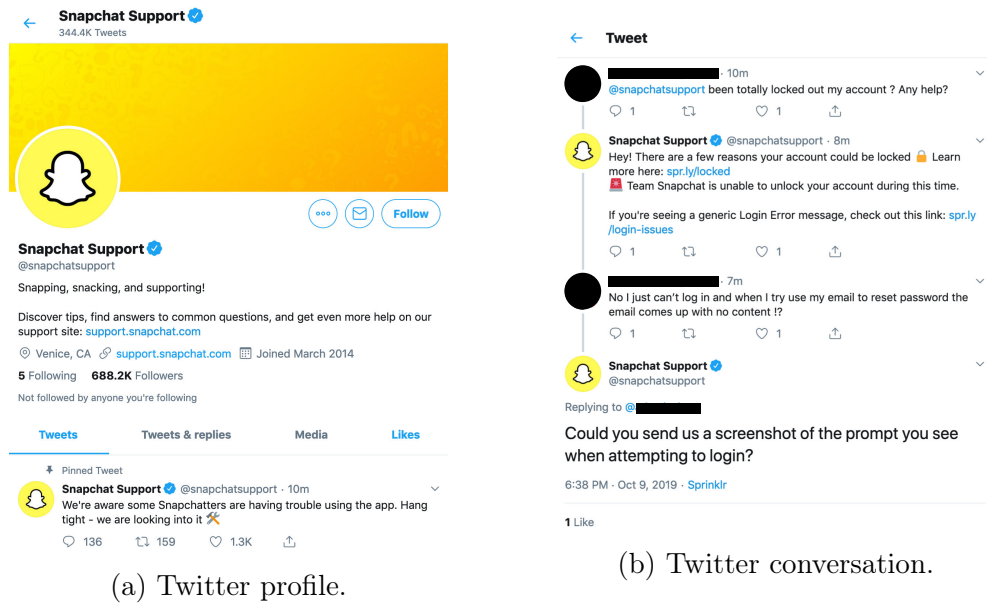 Snapchat Support
344.4K Tweets
Follow
Snapchat Support
@snapchatsupport
Snapping, snacking, and supporting!
Discover tips, find answers to common questions, and get even more help on our
support site: support.snapchat.com
Venice, CA support.snapchat.com Joined March 2014
5 Following 688.2K Followers
Not followed by anyone you're following
Tweets Tweets & replies Media Likes
Pinned Tweet
Snapchat Support @snapchatsupport · 10m
We're aware some Snapchatters are having trouble using the app. Hang
tight - we are looking into it 🛠
136 159 1.3K
(a) Twitter profile.
Tweet
· 10m
@snapchatsupport been totally locked out my account ? Any help?
1 1
Snapchat Support @snapchatsupport · 8m
Hey! There are a few reasons your account could be locked 🔒 Learn
more here: spr.ly/locked
🚨 Team Snapchat is unable to unlock your account during this time.
If you're seeing a generic Login Error message, check out this link: spr.ly
/login-issues
1 1
· 7m
No I just can't log in and when I try use my email to reset password the
email comes up with no content !?
1 1
Snapchat Support
@snapchatsupport
Replying to @
Could you send us a screenshot of the prompt you see
when attempting to login?
6:38 PM · Oct 9, 2019 · Sprinklr
1 Like
(b) Twitter conversation.